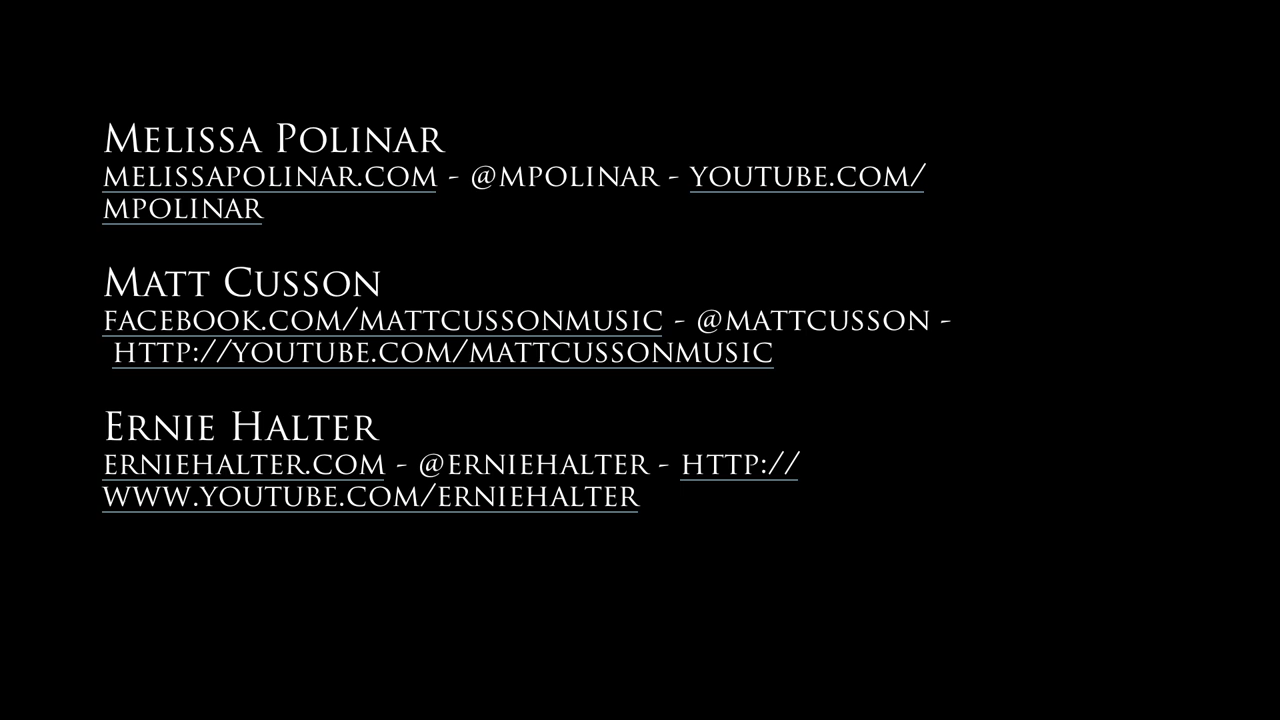 Melissa Polinar
melissapolinar.com - @mpolinar - youtube.com/
mpolinar
Matt Cusson
facebook.com/mattcussonmusic - @mattcusson -
http://youtube.com/mattcussonmusic
Ernie Halter
erniehalter.com - @erniehalter - http://
www.youtube.com/erniehalter